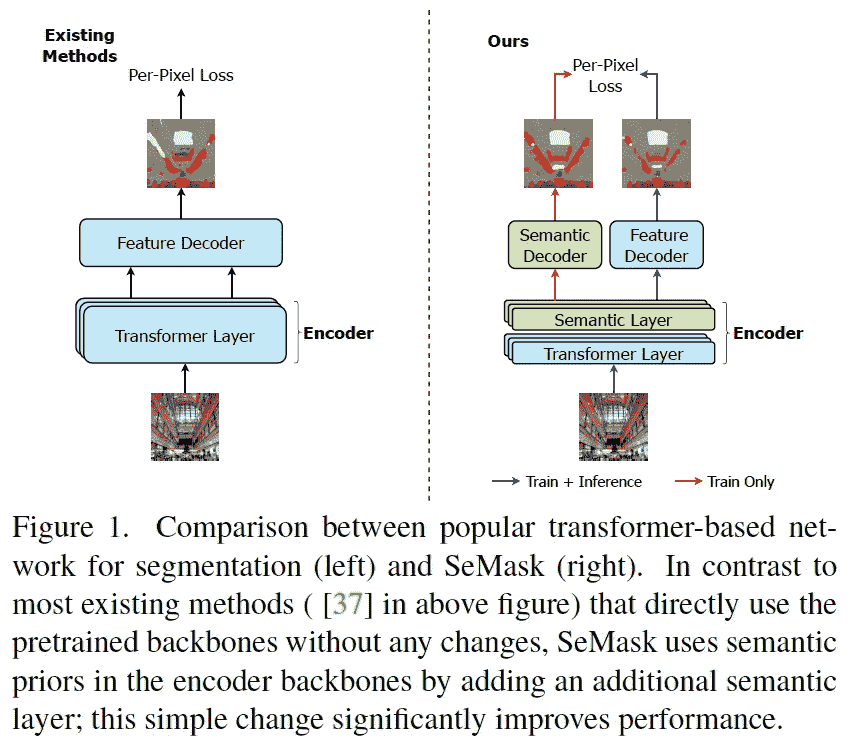 Existing
Methods
Per-Pixel Loss
Feature Decoder
Transformer Layer
Encoder
Ours
Per-Pixel
Loss
Semantic
Decoder
Feature
Decoder
Semantic Layer
Transformer Layer
Encoder
Train + Inference
Train Only
Figure 1. Comparison between popular transformer-based net-
work for segmentation (left) and SeMask (right). In contrast to
most existing methods ( [37] in above figure) that directly use the
pretrained backbones without any changes, SeMask uses semantic
priors in the encoder backbones by adding an additional semantic
layer; this simple change significantly improves performance.